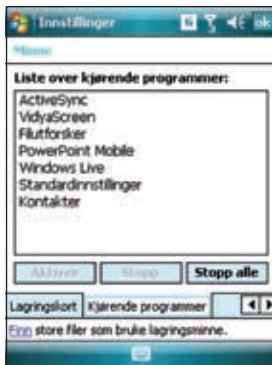 Innstillinger
ok
Minne
Liste over kjørende programmer:
ActiveSync
VidyaScreen
Filutforsker
PowerPoint Mobile
Windows Live
Standardinnstillinger
Kontakter
Aktiver Stopp Stopp alle
Lagringskort Kjørende programmer
Finn store filer som bruke lagringsminne.